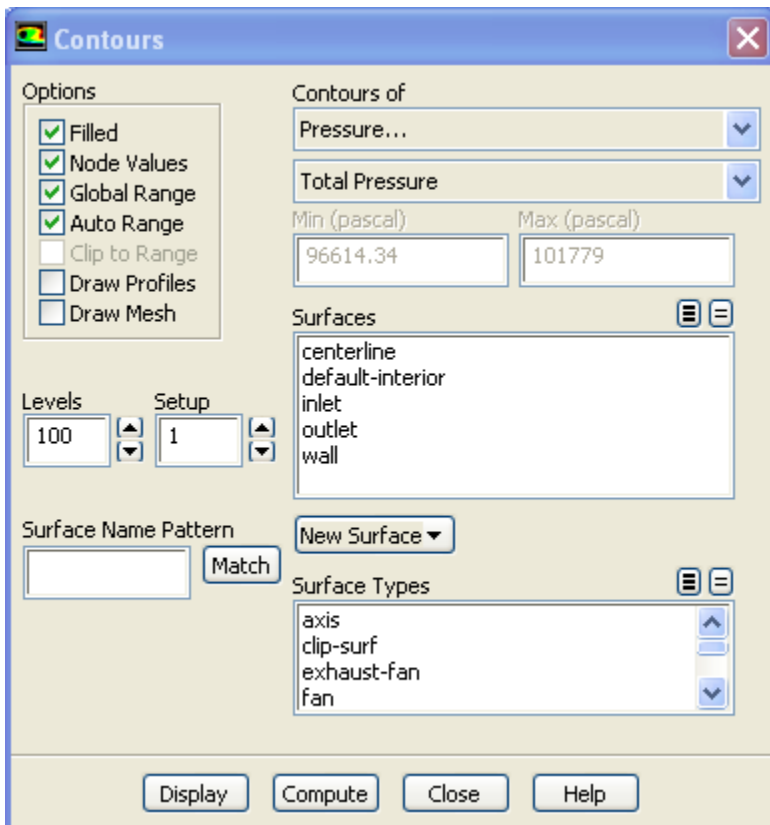 Contours
Options
Filled
Node Values
Global Range
Auto Range
Clip to Range
Draw Profiles
Draw Mesh
Levels
Setup
100
1
Surface Name Pattern
Match
Contours of
Pressure...
Total Pressure
Min (pascal)
Max (pascal)
96614.34
101779
Surfaces
centerline
default-interior
inlet
outlet
wall
New Surface
Surface Types
axis
clip-surf
exhaust-fan
fan
Display
Compute
Close
Help